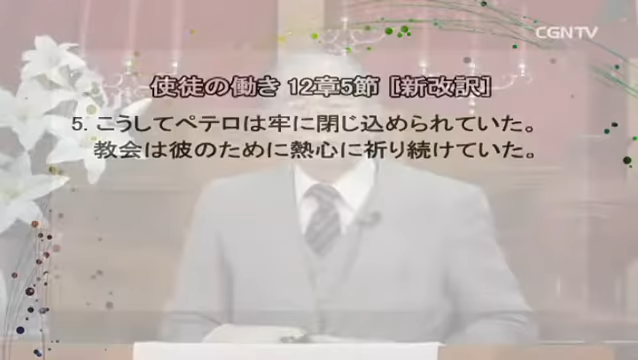 CGNTV
使徒の働き 12章5節 [新改訳]
5. こうしてペテロは牢に閉じ込められていた。
教会は彼のために熱心に祈り続けていた。